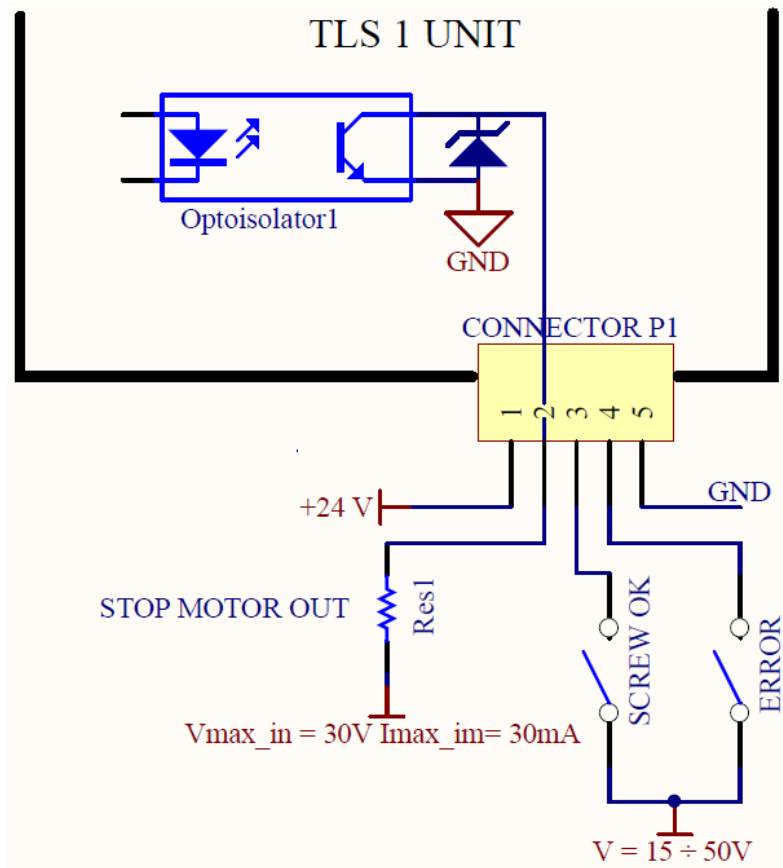 TLS 1 UNIT
Optoisolator1
GND
CONNECTOR P1
1 2 3 4 5
+24 V
GND
STOP MOTOR OUT
Res1
SCREW OK
ERROR
Vmax_in = 30V Imax_im= 30mA
V = 15 ÷ 50V